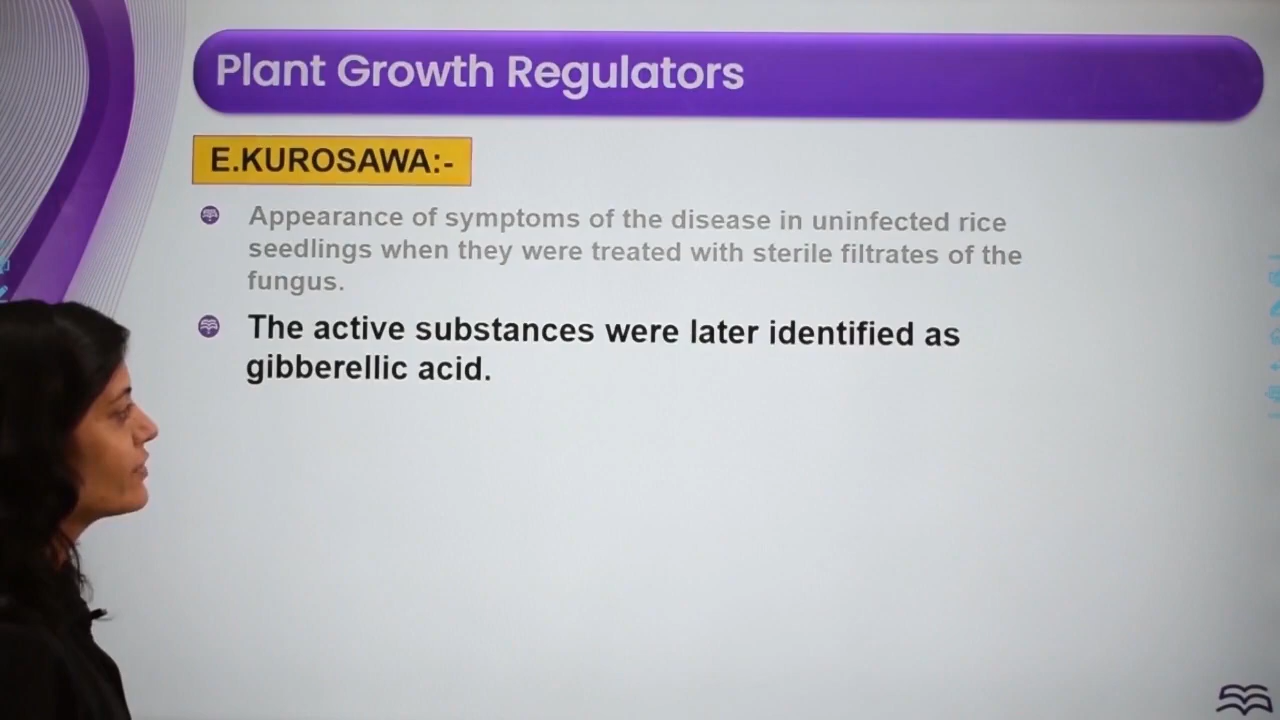 Plant Growth Regulators
E.KUROSAWA:-
Appearance of symptoms of the disease in uninfected rice
seedlings when they were treated with sterile filtrates of the
fungus.
The active substances were later identified as
gibberellic acid.